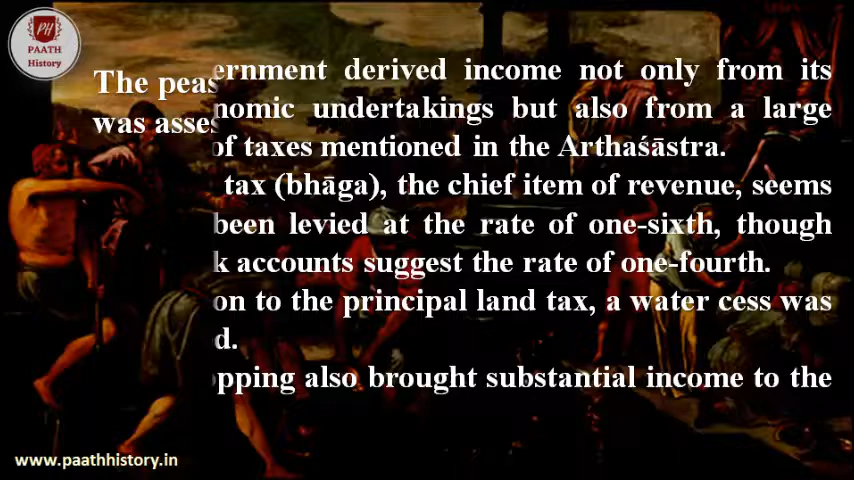 PH
PAATH
History
The peas
was asses
ernment derived income not only from its
nomic undertakings but also from a large
of taxes mentioned in the Arthaśāstra.
tax (bhāga), the chief item of revenue, seems
been levied at the rate of one-sixth, though
k accounts suggest the rate of one-fourth.
on to the principal land tax, a water cess was
d.
opping also brought substantial income to the
www.paathhistory.in